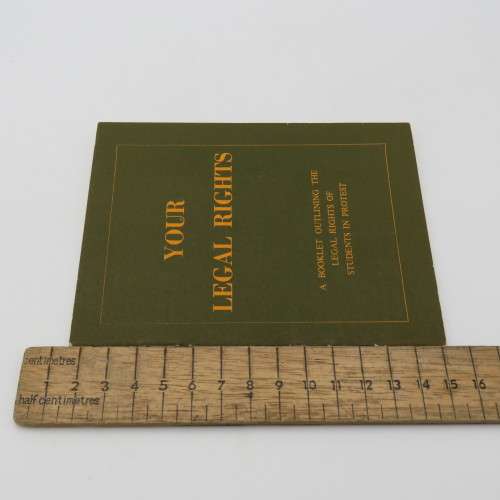 YOUR
LEGAL RIGHTS
A BOOKLET OUTLINING THE
LEGAL RIGHTS OF
STUDENTS IN PROTEST
centimetres
1 2 3 4 5 6 7 8 9 10 11 12 13 14 15 16
half centimetres